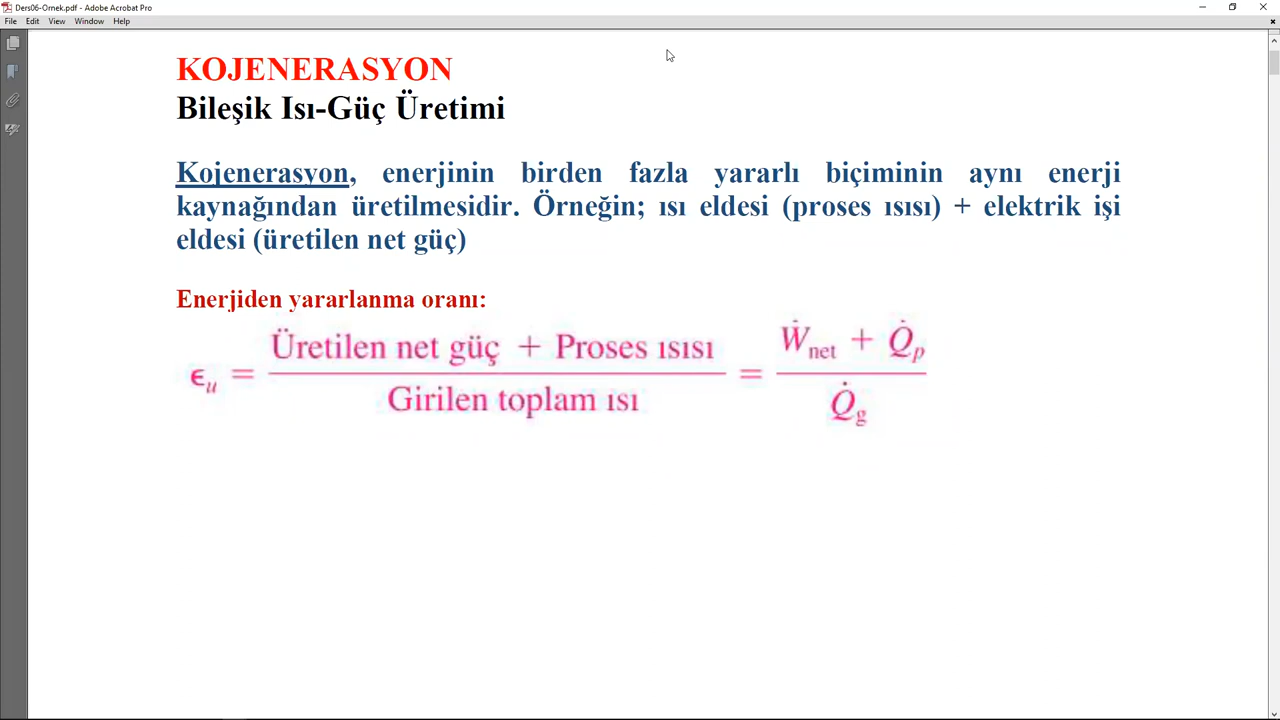 Ders06-Ornek.pdf - Adobe Acrobat Pro
File Edit View Window Help
KOJENERASYON
Bileşik Isı-Güç Üretimi
Kojenerasyon, enerjinin birden fazla yararlı biçiminin aynı enerji
kaynağından üretilmesidir. Örneğin; ısı eldesi (proses ısısı) + elektrik işi
eldesi (üretilen net güç)
Enerjiden yararlanma oranı:
ϵu = Üretilen net güç + Proses ısısı / Girilen toplam ısı = Ẇnet + Q̇p / Q̇g